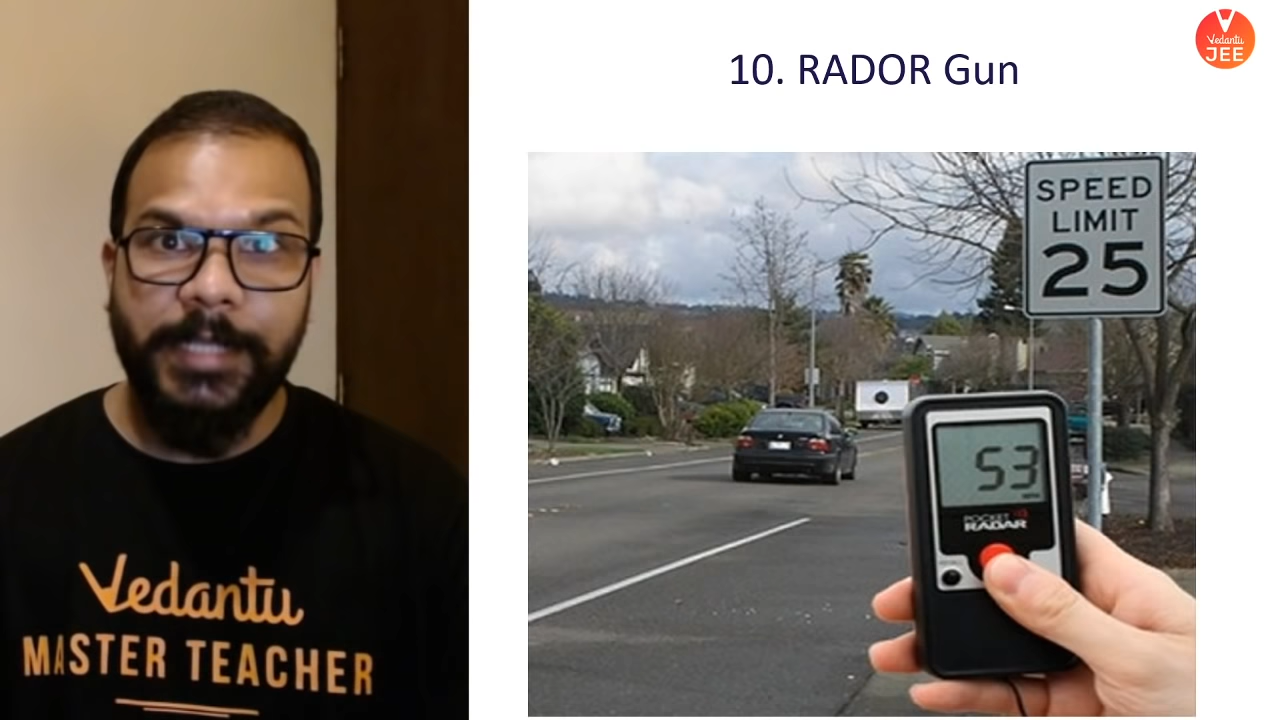 10. RADOR Gun
Vedantu
JEE
SPEED
LIMIT
25
53
POCKET
RADAR
Vedantu
MASTER TEACHER